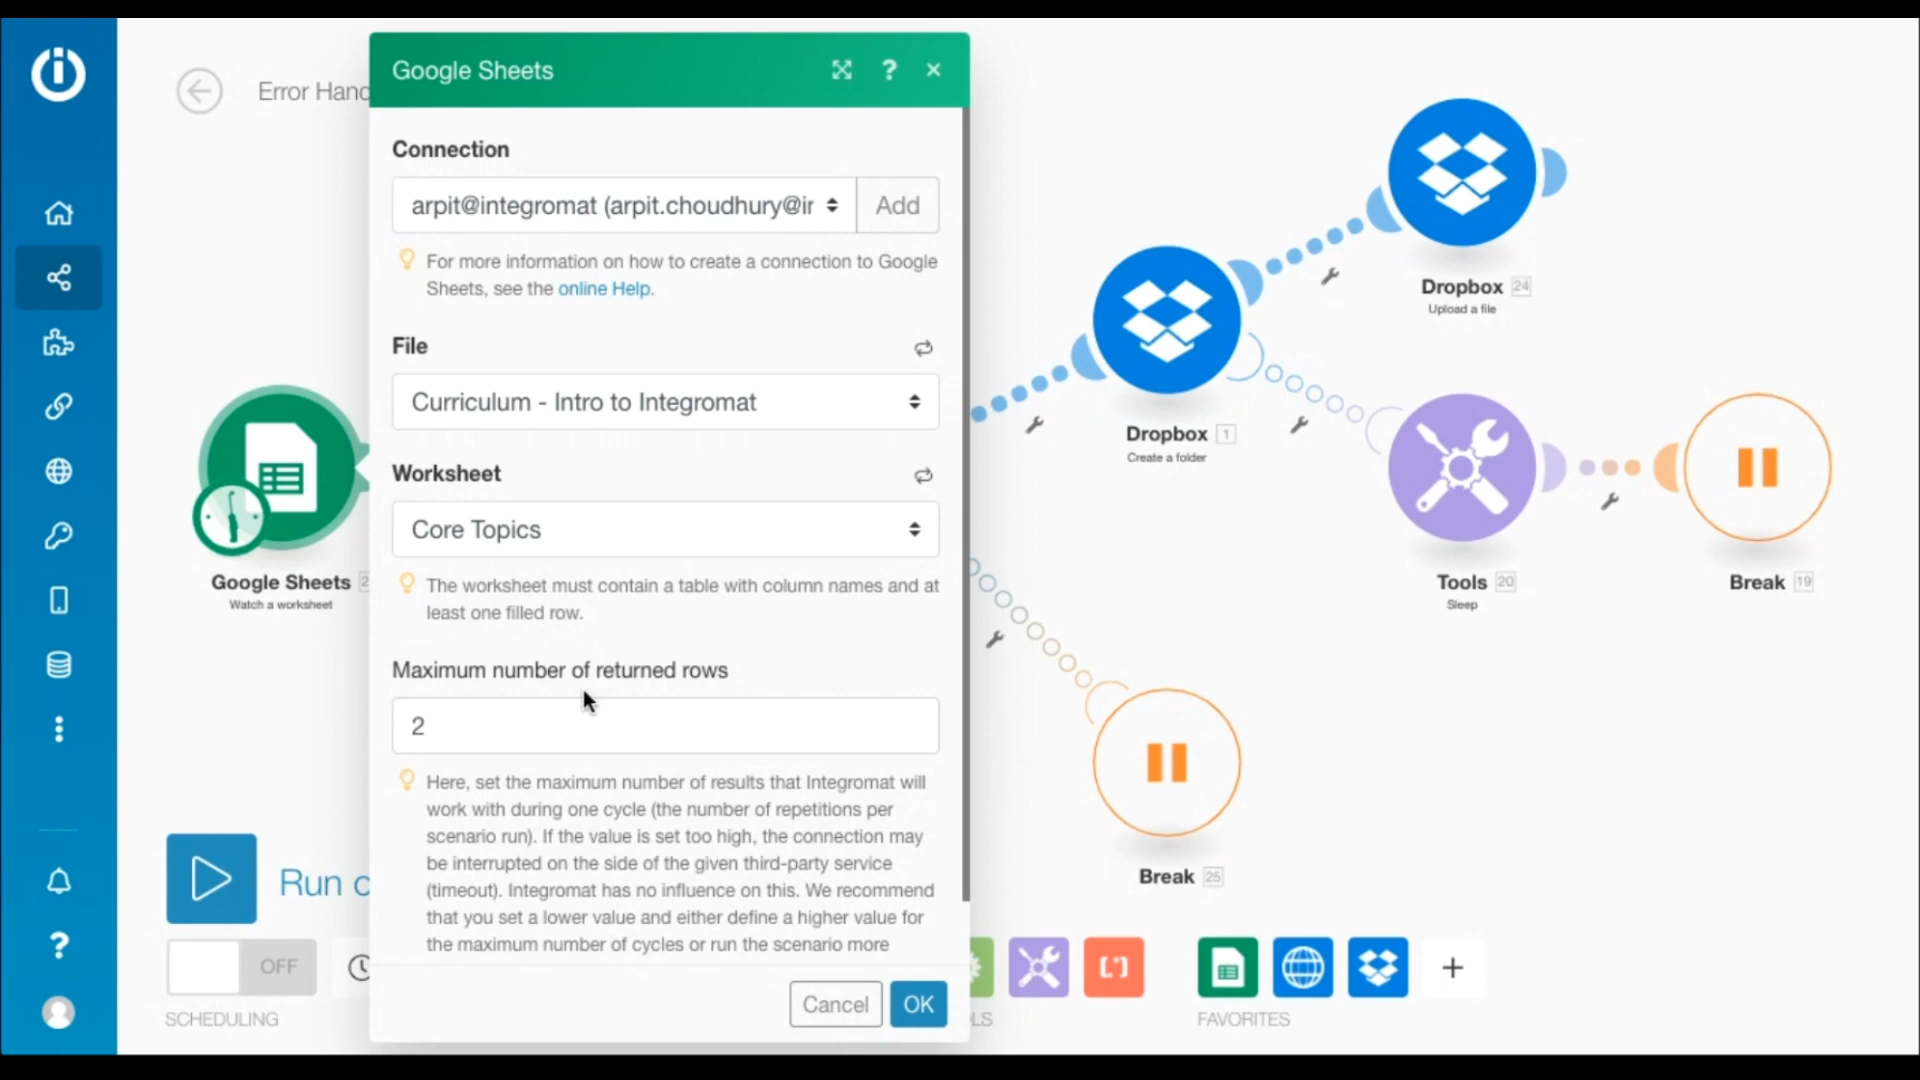 Google Sheets
?
Error Hand
Connection
arpit@integromat (arpit.choudhury@ir
Add
For more information on how to create a connection to Google
Sheets, see the online Help.
File
Curriculum - Intro to Integromat
Worksheet
Core Topics
The worksheet must contain a table with column names and at
least one filled row.
Maximum number of returned rows
2
Here, set the maximum number of results that Integromat will
work with during one cycle (the number of repetitions per
scenario run). If the value is set too high, the connection may
be interrupted on the side of the given third-party service
(timeout). Integromat has no influence on this. We recommend
that you set a lower value and either define a higher value for
the maximum number of cycles or run the scenario more
Cancel
OK
Google Sheets 2
Watch a worksheet
Dropbox 24
Upload a file
Dropbox 1
Create a folder
Tools 20
Sleep
Break 19
Break 25
Run o
OFF
SCHEDULING
LS
FAVORITES